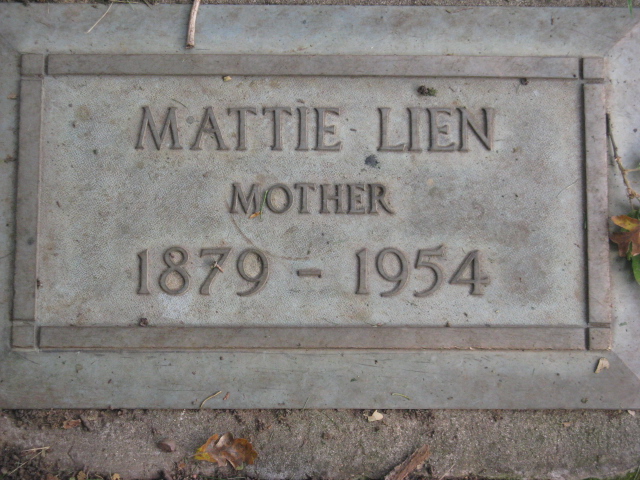 MATTIE LIEN
MOTHER
1879 - 1954